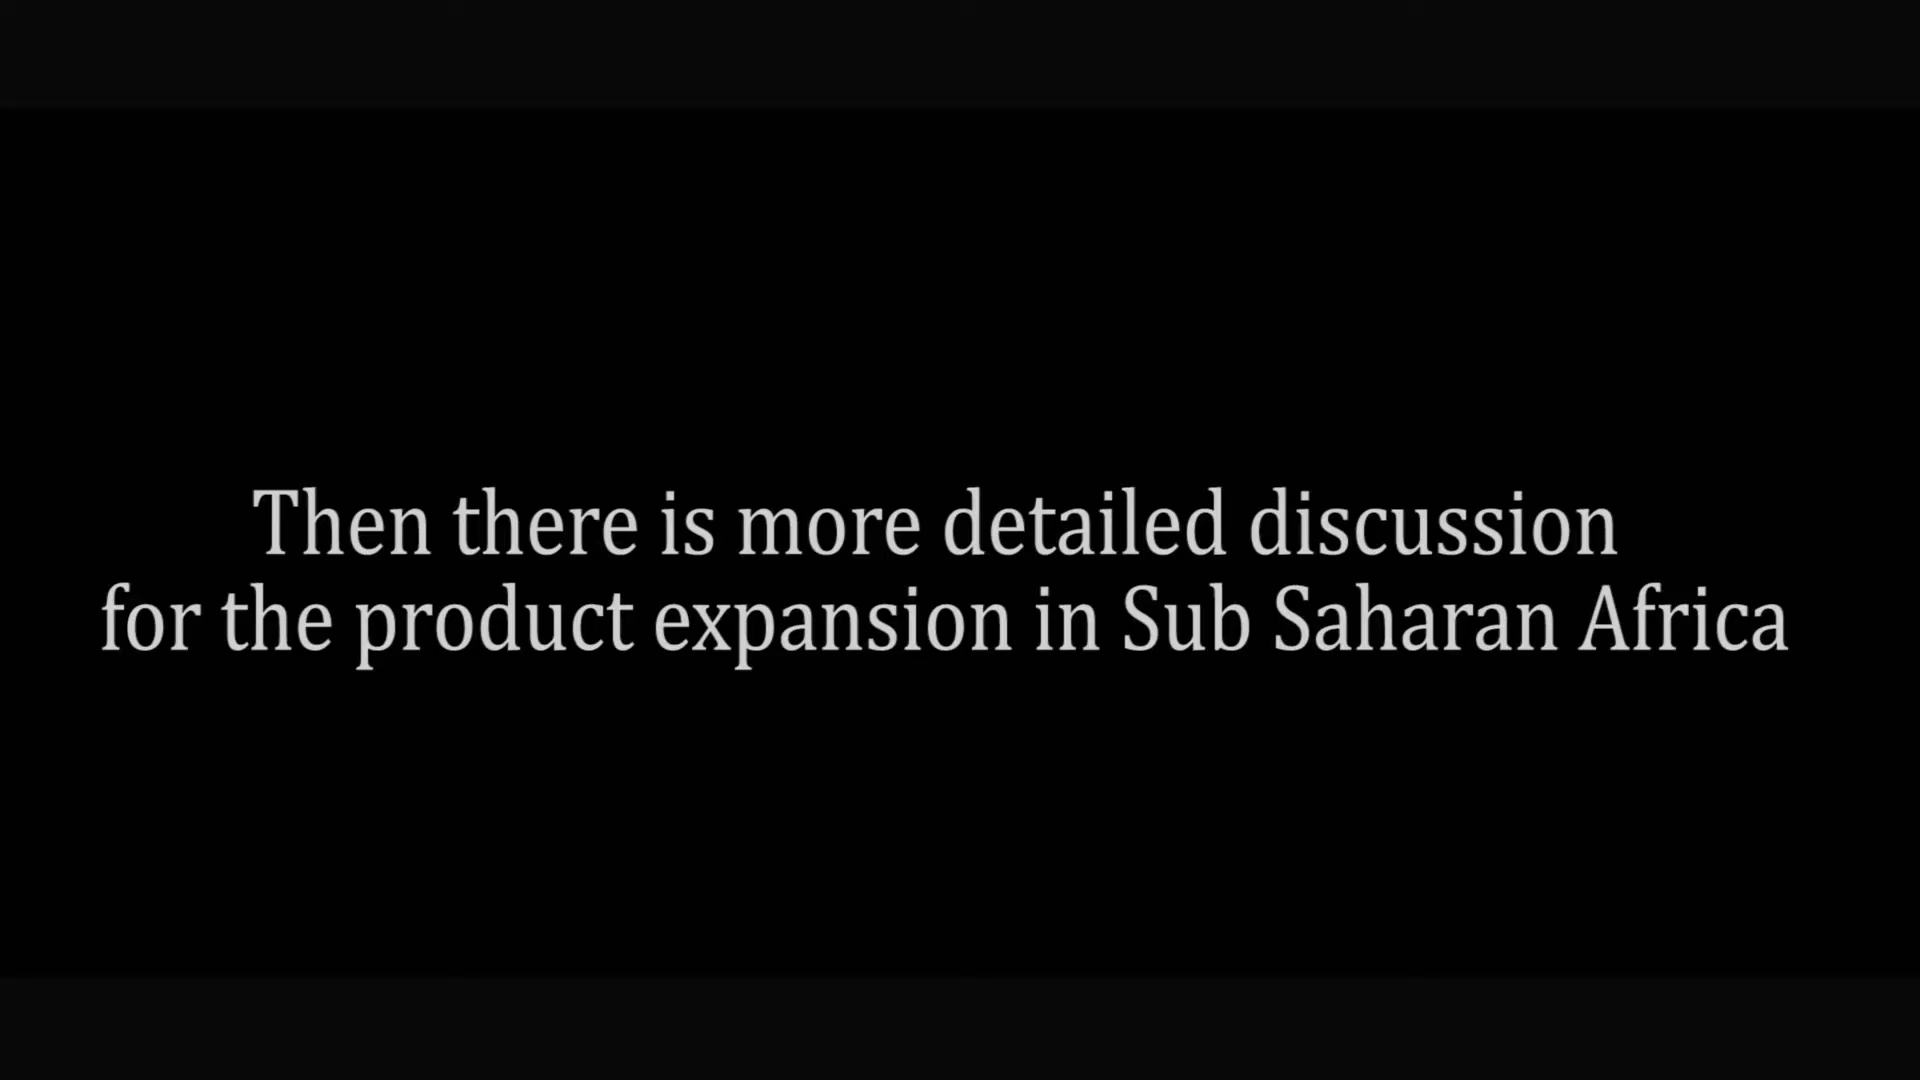 Then there is more detailed discussion
for the product expansion in Sub Saharan Africa